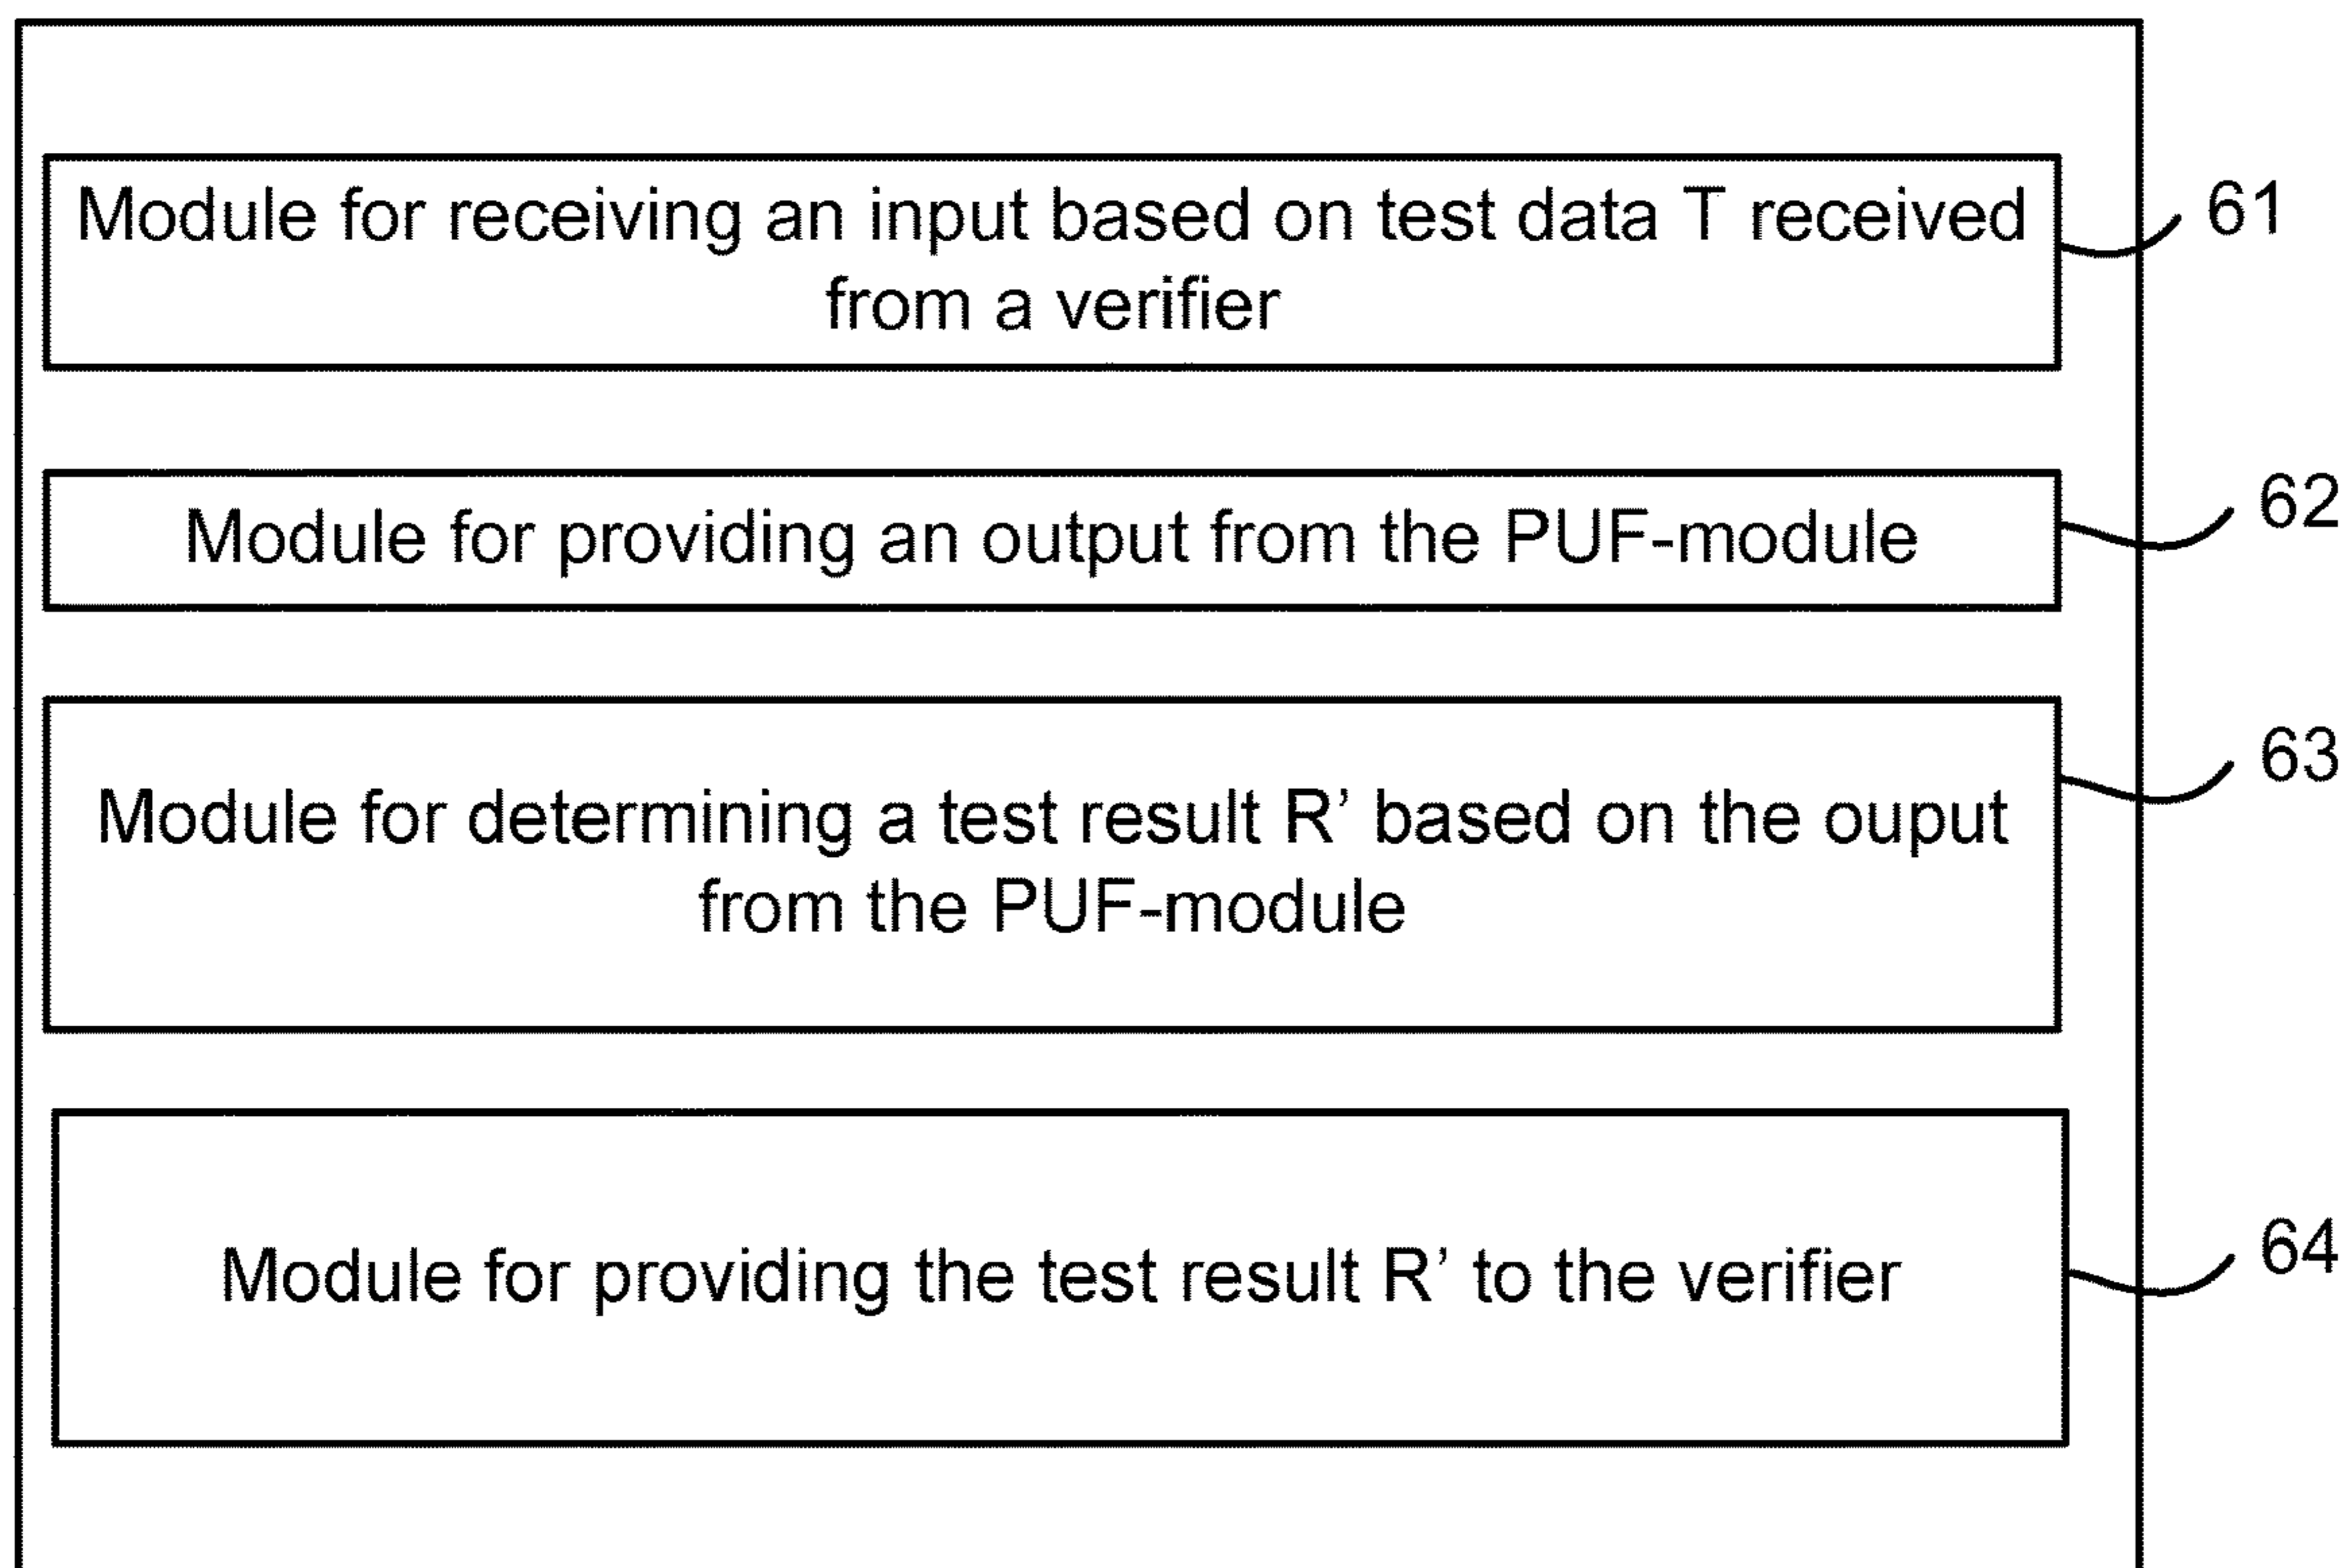 Module for receiving an input based on test data T received
from a verifier
61
Module for providing an output from the PUF-module
62
Module for determining a test result R’ based on the ouput
from the PUF-module
63
Module for providing the test result R’ to the verifier
64